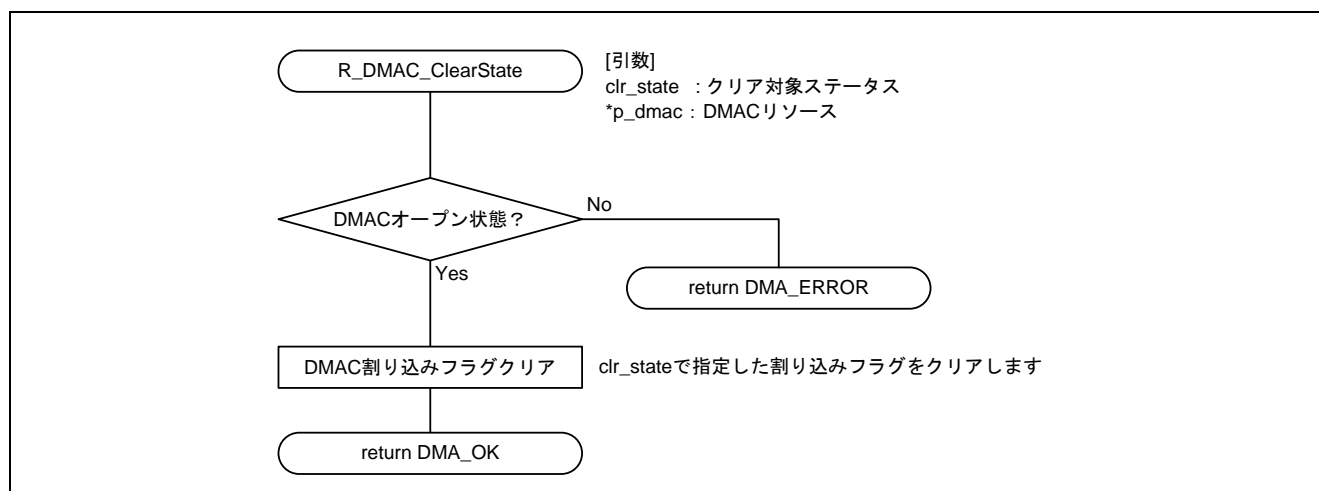 R_DMAC_ClearState
[引数]
clr_state : クリア対象ステータス
*p_dmac : DMACリソース
DMACオープン状態？
No
Yes
return DMA_ERROR
DMAC割り込みフラグクリア
clr_stateで指定した割り込みフラグをクリアします
return DMA_OK